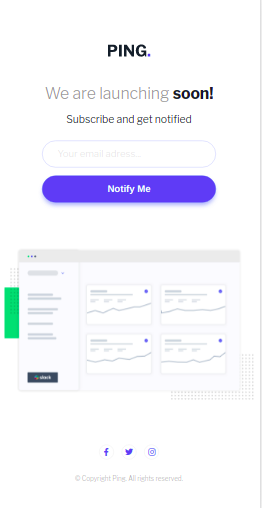 PING.
We are launching soon!
Subscribe and get notified
Your email adress...
Notify Me
© Copyright Ping. All rights reserved.